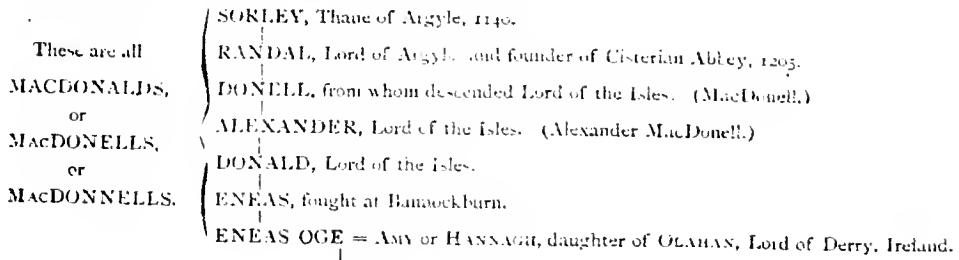 SORLEY, Thane of Argyle, 1140.
These are all
RANDAL, Lord of Argyle and founder of Cisterian Abbey, 1205.
MACDONALDS,
DONELL, from whom descended Lord of the Isles. (MacDonell.)
or
ALEXANDER, Lord of the Isles. (Alexander MacDonell.)
MACDONELLS,
or
DONALD, Lord of the Isles.
MACDONNELLS.
ENEAS, fought at Bannockburn.
ENEAS OGE = AMY or HANNAGH, daughter of OLAHAN, Lord of Derry, Ireland.